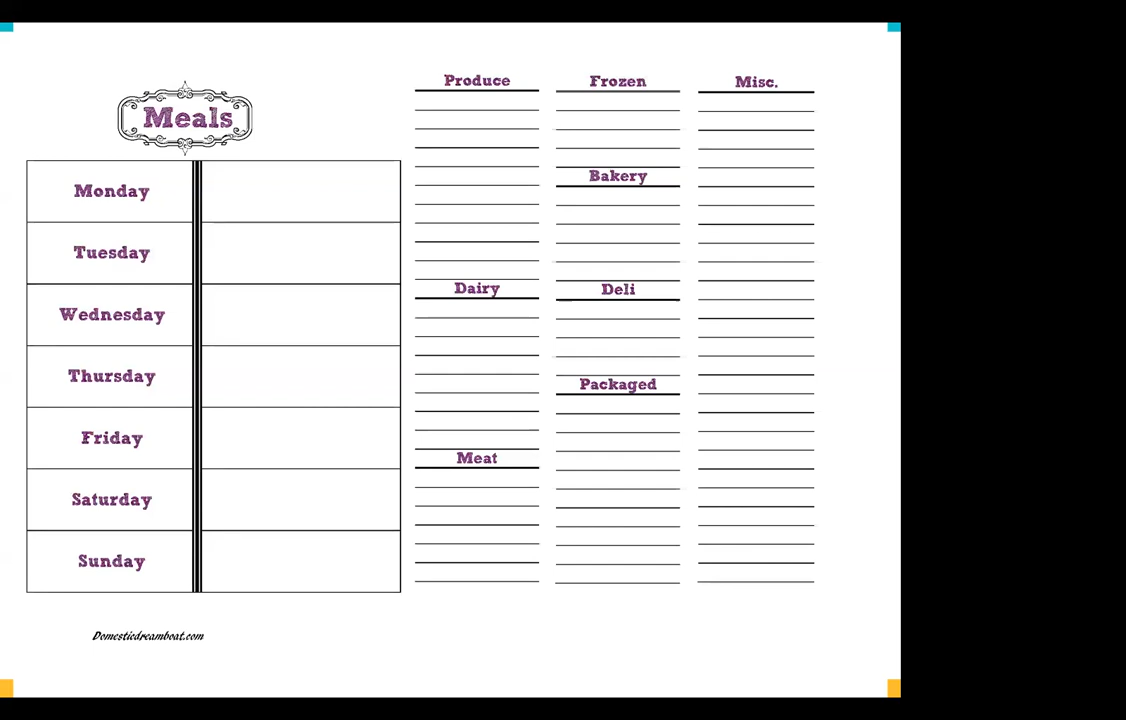 Meals
Monday
Tuesday
Wednesday
Thursday
Friday
Saturday
Sunday
Domesticdreamboat.com
Produce
Dairy
Meat
Frozen
Bakery
Deli
Packaged
Misc.